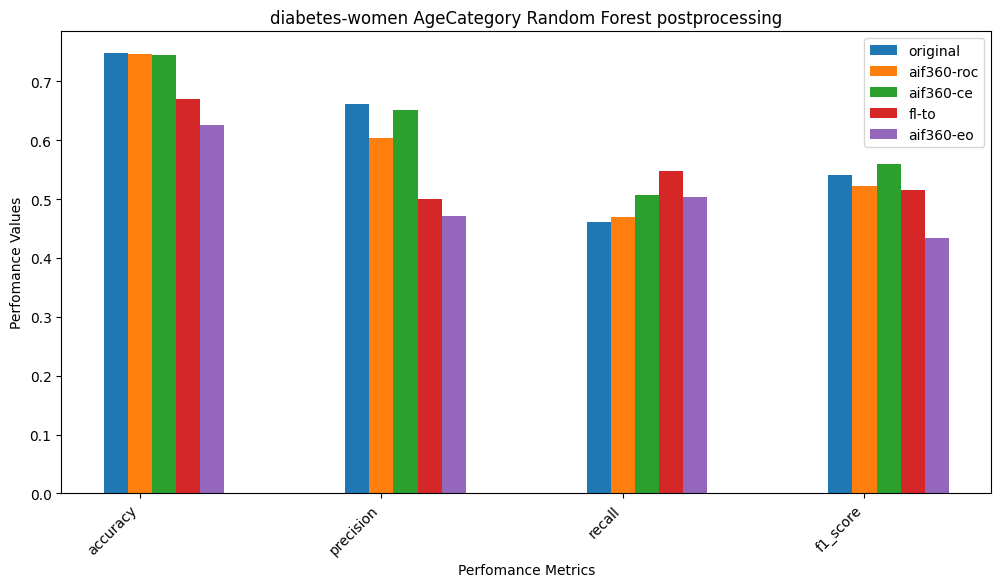 diabetes-women AgeCategory Random Forest postprocessing
original
aif360-roc
aif360-ce
fl-to
aif360-eo
Perfomance Values
0.7
0.6
0.5
0.4
0.3
0.2
0.1
0.0
accuracy
precision
recall
f1_score
Perfomance Metrics